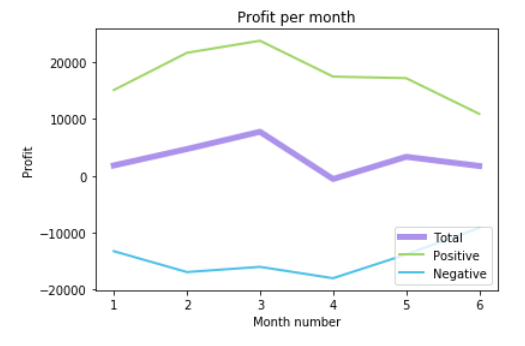 Profit per month
Profit
20000
10000
0
−10000
−20000
Total
Positive
Negative
1 2 3 4 5 6
Month number